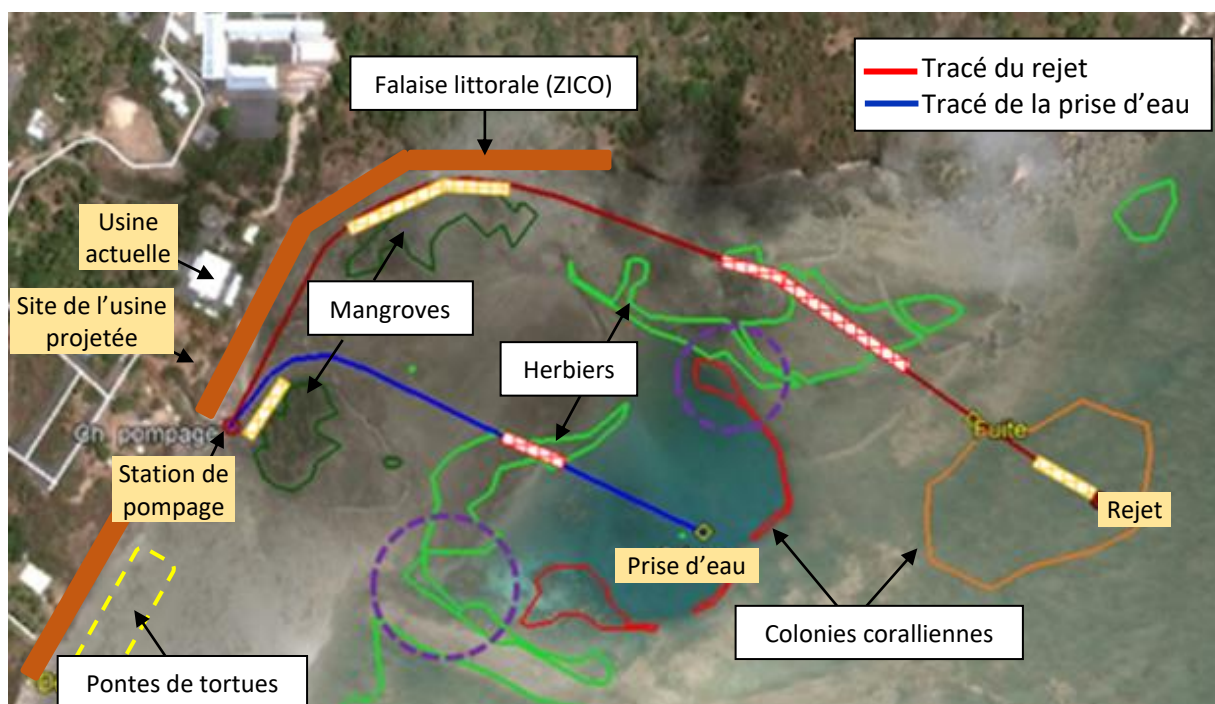 Falaise littorale (ZICO)
Tracé du rejet
Tracé de la prise d'eau
Usine
actuelle
Site de l'usine
projetée
Mangroves
Herbiers
Ch. pompage
Fuite
Station de
pompage
Rejet
Prise d'eau
Colonies coralliennes
Pontes de tortues